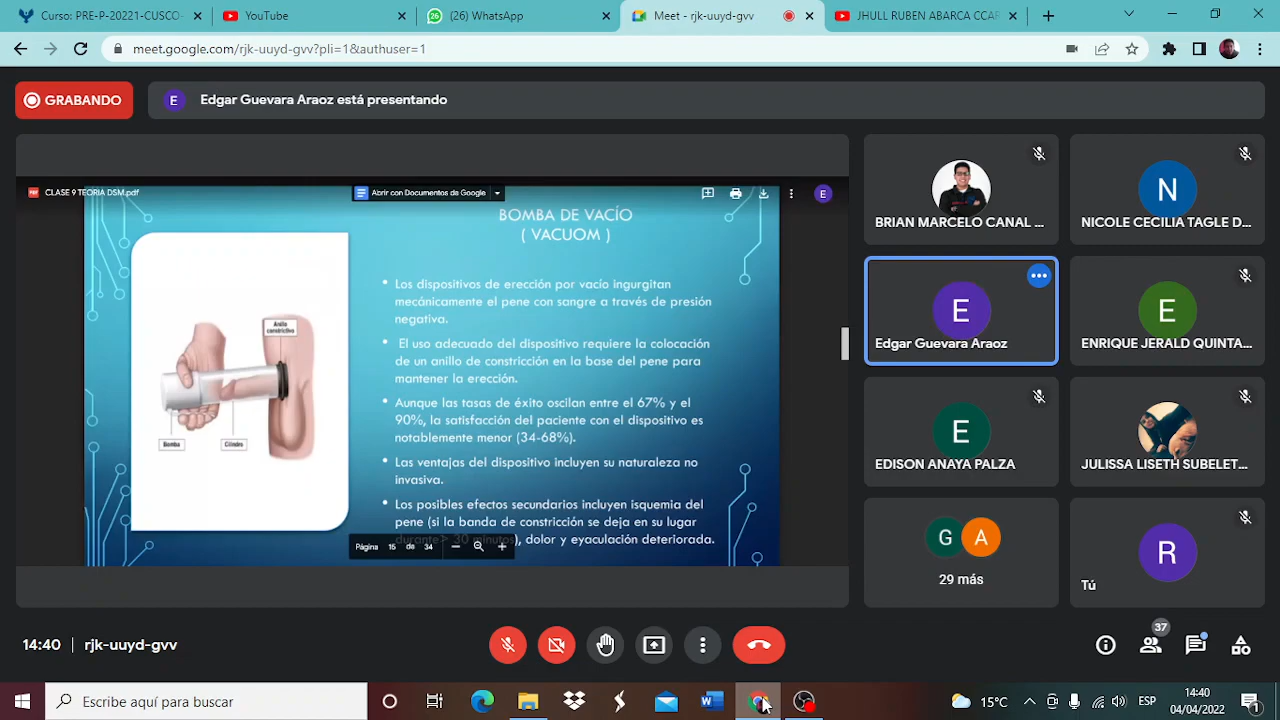 Curso: PRE-P-20221-CUSCO-
YouTube
(26) WhatsApp
Meet - rjk-uuyd-gvv
JHULL RUBEN ABARCA CCAR
meet.google.com/rjk-uuyd-gvv?pli=1&authuser=1
GRABANDO
E
Edgar Guevara Araoz está presentando
CLASE 9 TEORIA DSM.pdf
Abrir con Documentos de Google
E
BOMBA DE VACÍO
( VACUOM )
• Los dispositivos de erección por vacío ingurgitan
mecánicamente el pene con sangre a través de presión
negativa.
• El uso adecuado del dispositivo requiere la colocación
de un anillo de constricción en la base del pene para
mantener la erección.
• Aunque las tasas de éxito oscilan entre el 67% y el
90%, la satisfacción del paciente con el dispositivo es
notablemente menor (34-68%).
• Las ventajas del dispositivo incluyen su naturaleza no
invasiva.
• Los posibles efectos secundarios incluyen isquemia del
pene (si la banda de constricción se deja en su lugar
durante> 30 minutos), dolor y eyaculación deteriorada.
Anillo
constrictivo
Bomba
Cilindro
Página 15 de 34
BRIAN MARCELO CANAL ...
N
NICOLE CECILIA TAGLE D...
E
Edgar Guevara Araoz
E
ENRIQUE JERALD QUINTA...
E
EDISON ANAYA PALZA
JULISSA LISETH SUBELET...
G A
29 más
R
Tú
14:40 | rjk-uuyd-gvv
37
Escribe aquí para buscar
15°C
ESP
14:40
04/04/2022
1